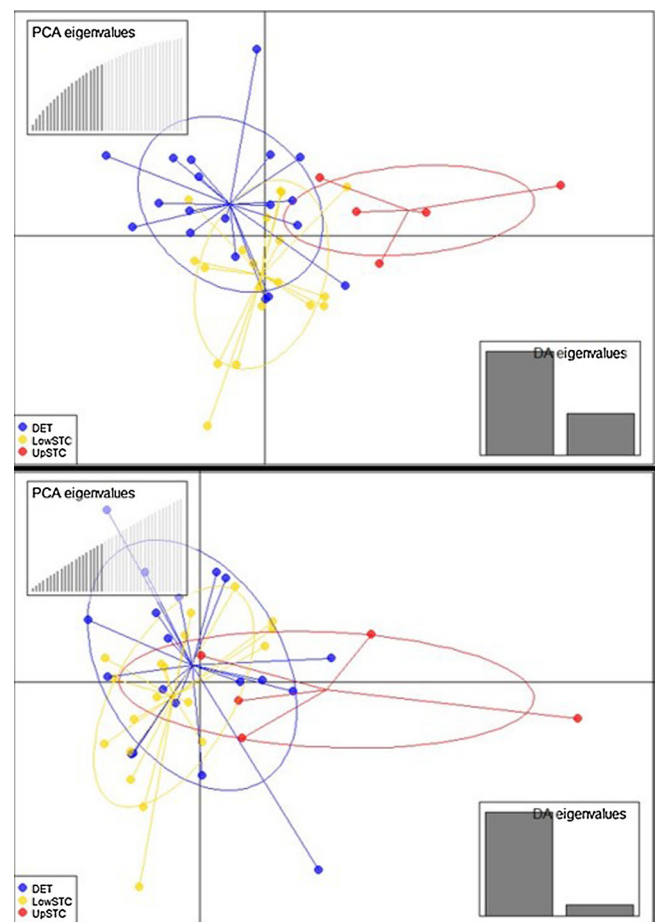 PCA eigenvalues
DA eigenvalues
DET
LowSTC
UpSTC
PCA eigenvalues
DA eigenvalues
DET
LowSTC
UpSTC